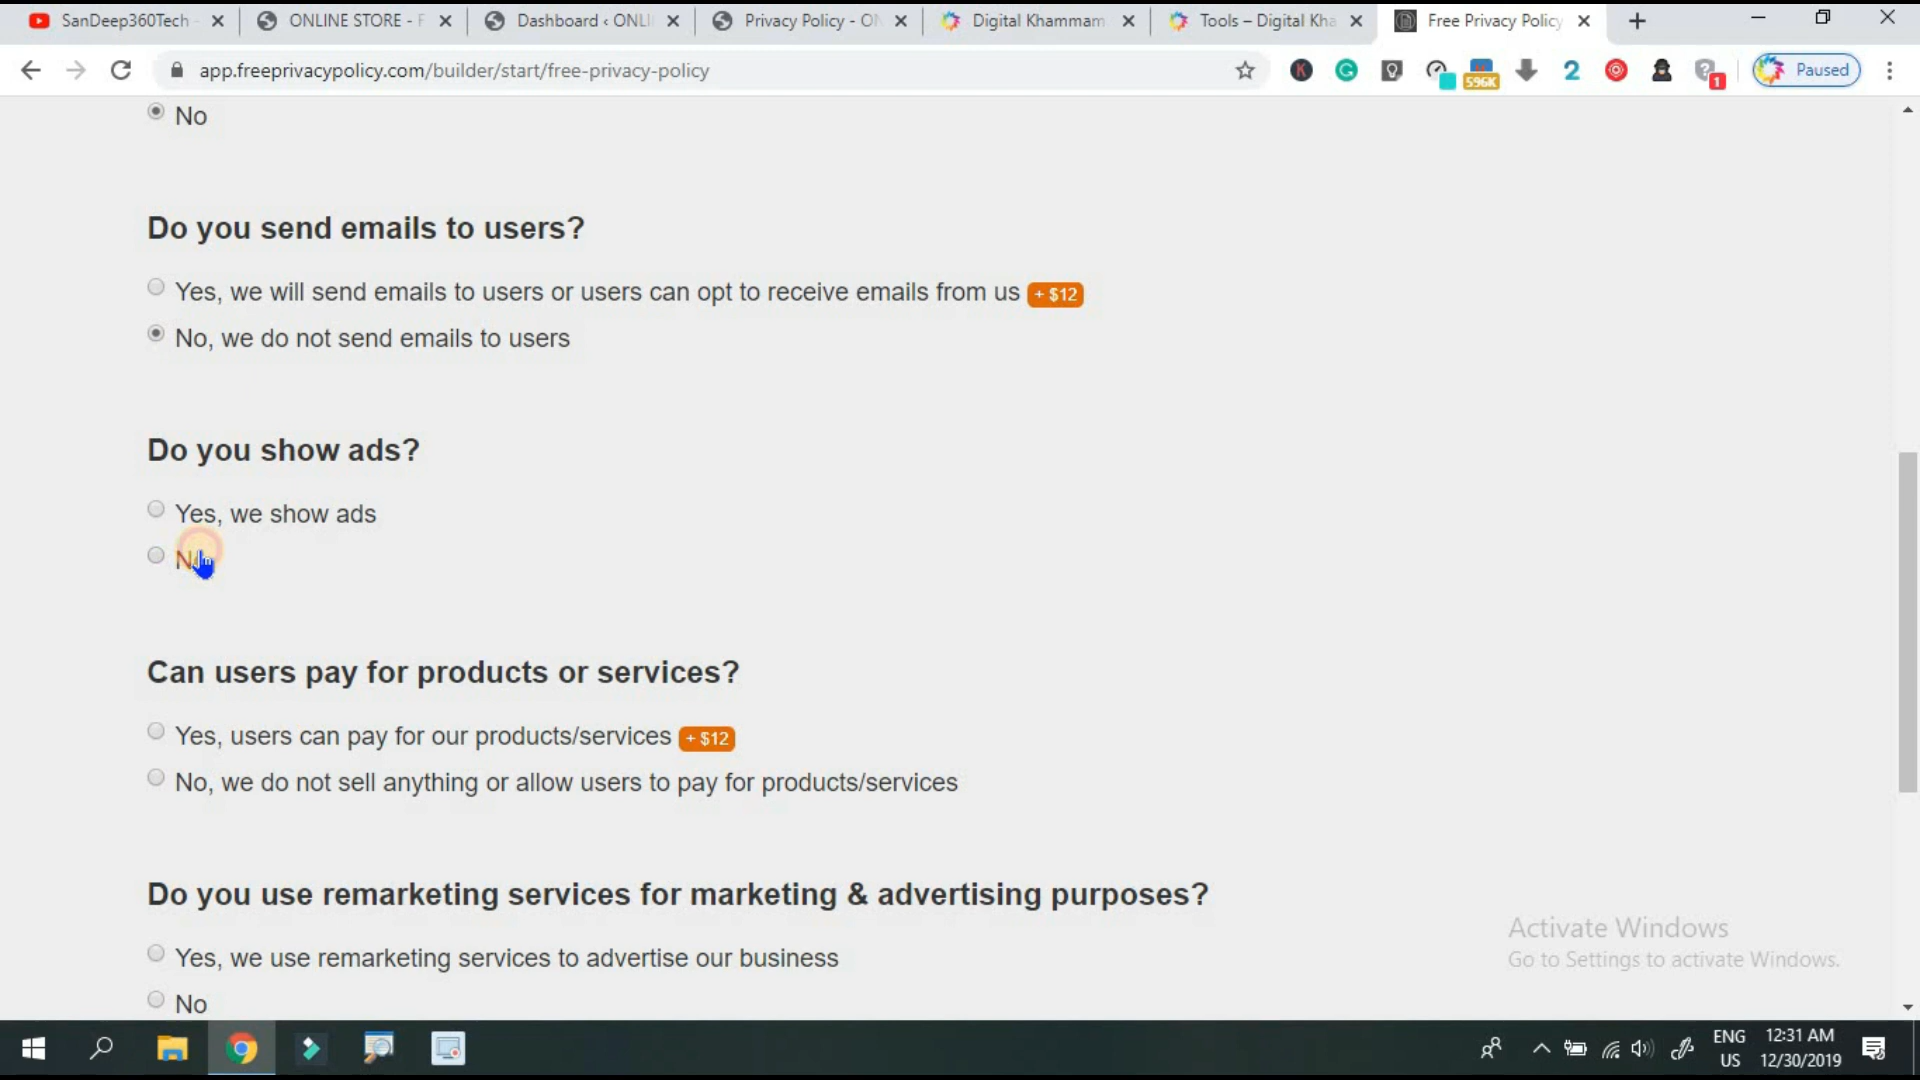 SanDeep360Tech -
ONLINE STORE - F
Dashboard ‹ ONLI
Privacy Policy - ON
Digital Khammam
Tools – Digital Kha
Free Privacy Policy
app.freeprivacypolicy.com/builder/start/free-privacy-policy
596K
2
1
Paused
No
Do you send emails to users?
Yes, we will send emails to users or users can opt to receive emails from us + $12
No, we do not send emails to users
Do you show ads?
Yes, we show ads
Can users pay for products or services?
Yes, users can pay for our products/services + $12
No, we do not sell anything or allow users to pay for products/services
Do you use remarketing services for marketing & advertising purposes?
Yes, we use remarketing services to advertise our business
No
Activate Windows
Go to Settings to activate Windows.
ENG
US
12:31 AM
12/30/2019